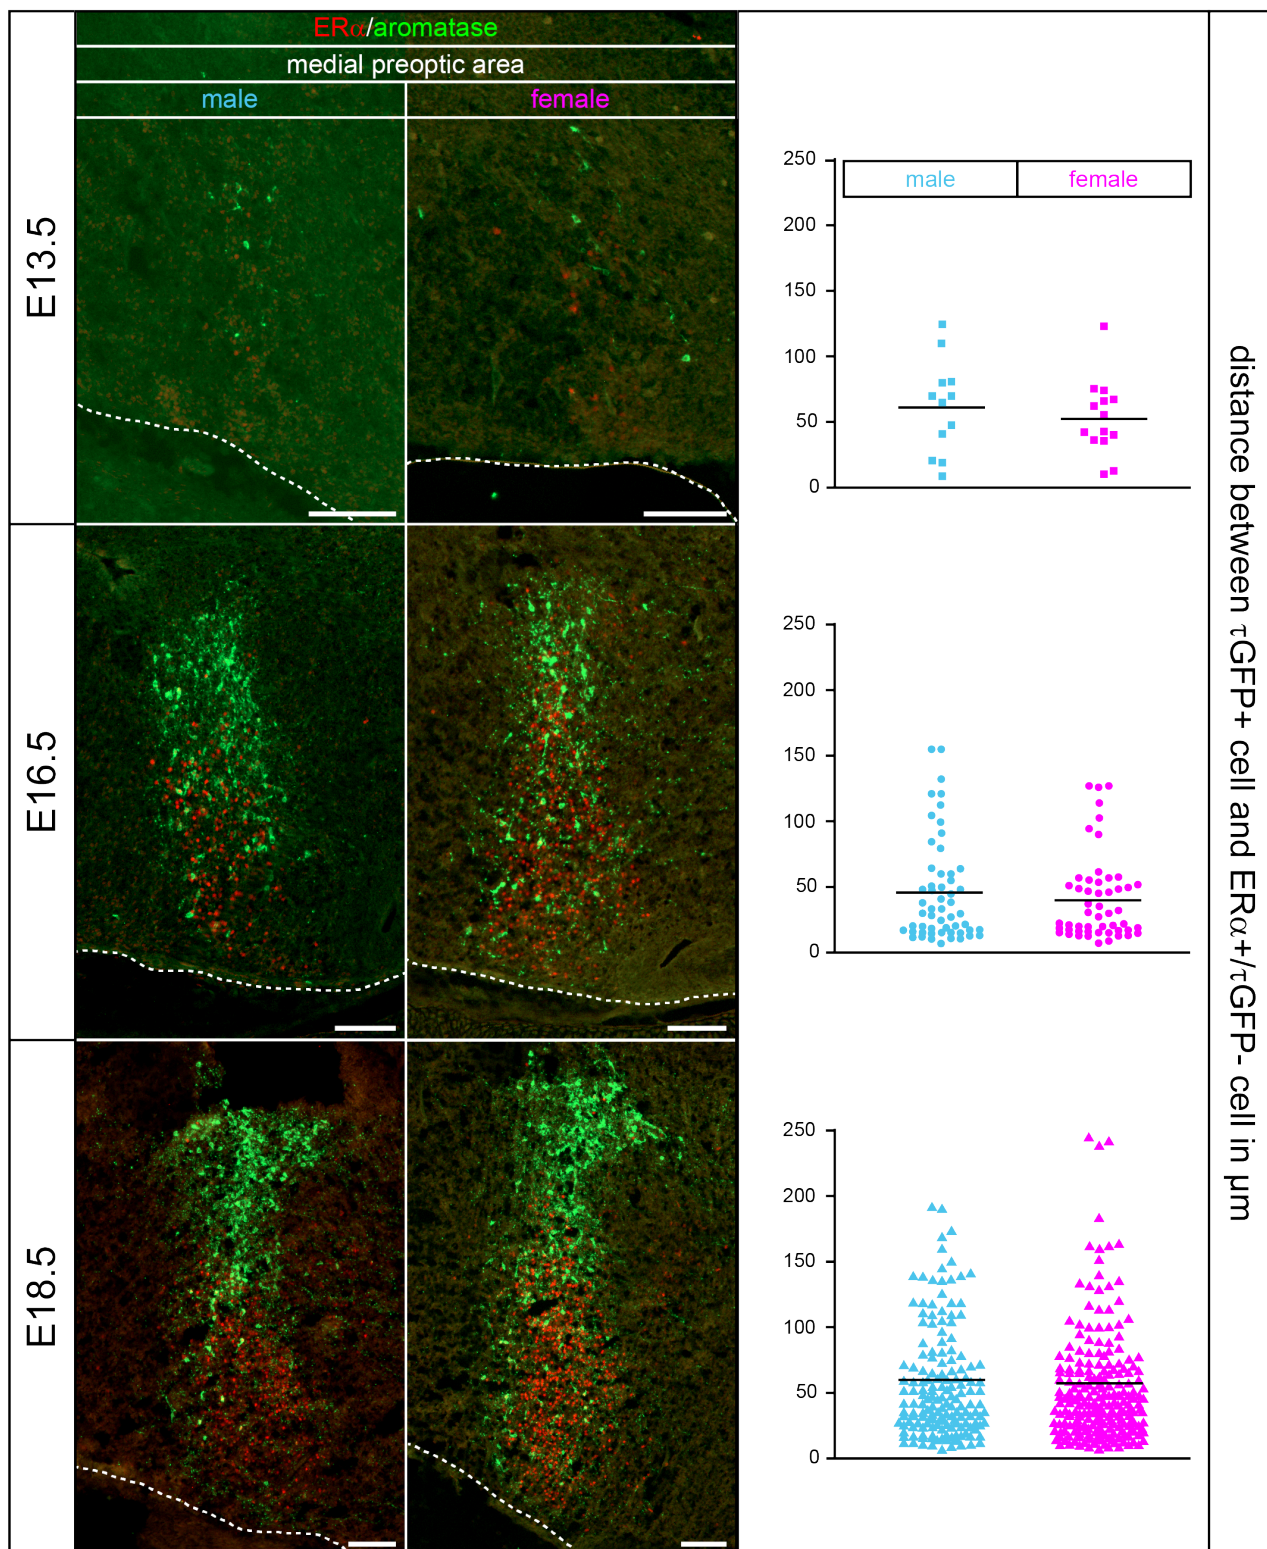 ERα/aromatase
medial preoptic area
male
female
E13.5
E16.5
E18.5
250
200
150
100
50
0
male
female
250
200
150
100
50
0
250
200
150
100
50
0
distance between τGFP+ cell and ERα+/τGFP- cell in µm